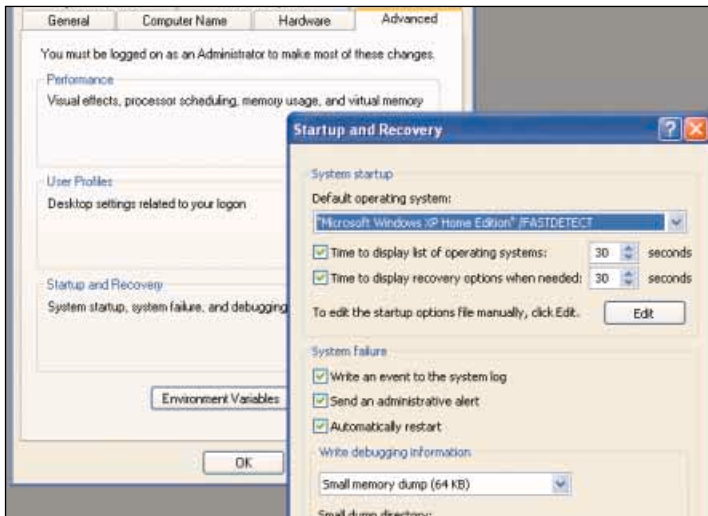 General
Computer Name
Hardware
Advanced
You must be logged on as an Administrator to make most of these changes.
Performance
Visual effects, processor scheduling, memory usage, and virtual memory
User Profiles
Desktop settings related to your logon
Startup and Recovery
System startup, system failure, and debugging
Environment Variables
OK
Startup and Recovery
System startup
Default operating system:
"Microsoft Windows XP Home Edition" /FASTDETECT
Time to display list of operating systems: 30 seconds
Time to display recovery options when needed: 30 seconds
To edit the startup options file manually, click Edit. Edit
System failure
Write an event to the system log
Send an administrative alert
Automatically restart
Write debugging information
Small memory dump (64 KB)
Small dump directory: